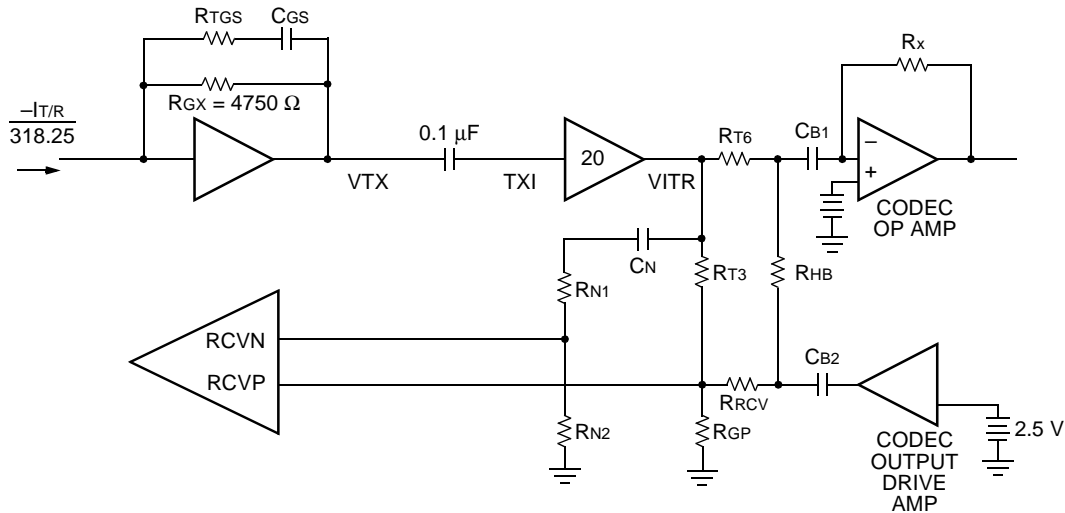 RTGS
CGS
RGX = 4750 Ω
–IT/R
318.25
VTX
0.1 μF
TXI
20
VITR
RT6
CB1
Rx
–
+
CODEC
OP AMP
CN
RN1
RT3
RHB
RCVN
RCVP
CB2
RRCV
RN2
RGP
2.5 V
CODEC
OUTPUT
DRIVE
AMP